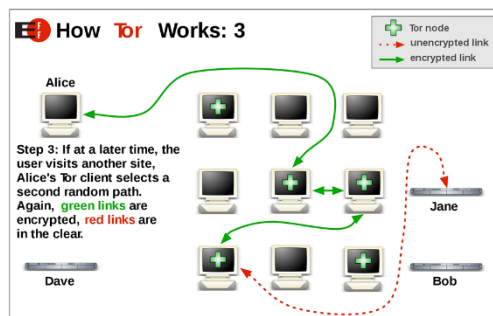 EFF How Tor Works: 3
Tor node
unencrypted link
encrypted link
Alice
Step 3: If at a later time, the
user visits another site,
Alice's Tor client selects a
second random path.
Again, green links are
encrypted, red links are
in the clear.
Jane
Dave
Bob